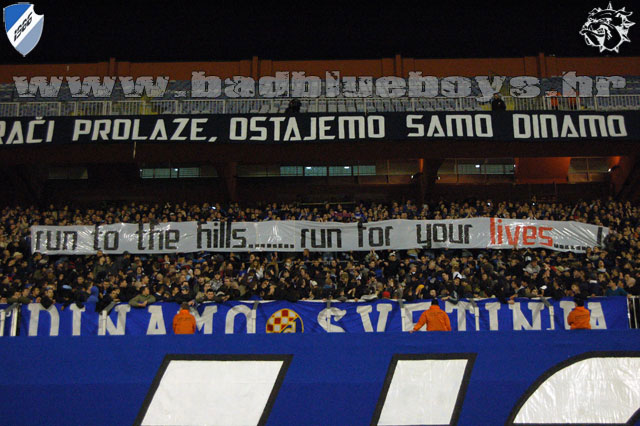 1986
www.badblueboys.hr
RAČI PROLAZE, OSTAJEMO SAMO DINAMO
run to the hills....... run for your lives......
DINAMO SVETINJA